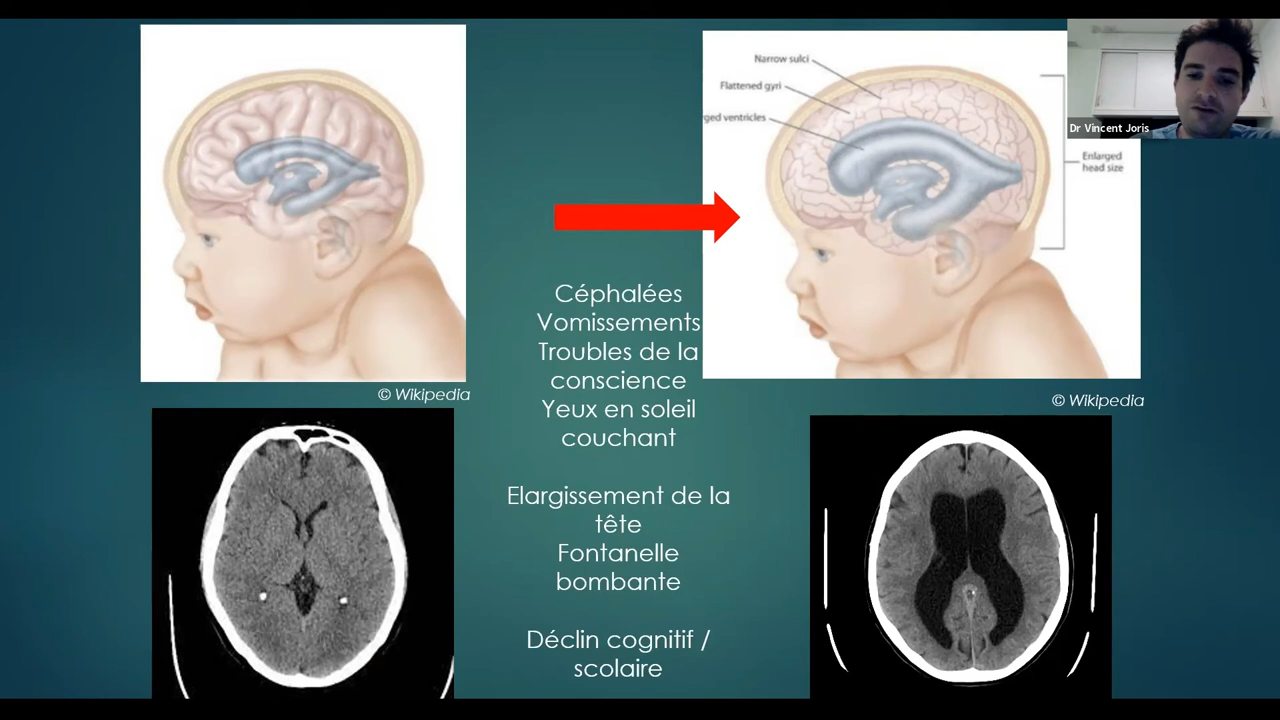 Narrow sulci
Flattened gyri
ged ventricles
Enlarged
head size
Dr Vincent Joris
Céphalées
Vomissements
Troubles de la
conscience
Yeux en soleil
couchant
© Wikipedia
© Wikipedia
Elargissement de la
tête
Fontanelle
bombante
Déclin cognitif /
scolaire